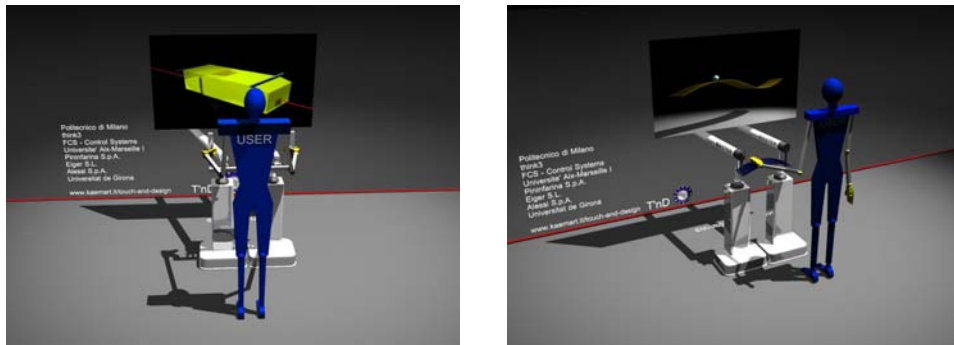 USER
Politecnico di Milano
think3
FCS - Control Systems
Universite' Aix-Marseille I
Pininfarina S.p.A.
Eiger S.L.
Alessi S.p.A.
Universitat de Girona
www.kaemart.it/touch-and-design
T'nD
Politecnico di Milano
think3
FCS - Control Systems
Universite' Aix-Marseille I
Pininfarina S.p.A.
Eiger S.L.
Alessi S.p.A.
Universitat de Girona
www.kaemart.it/touch-and-design
T'nD